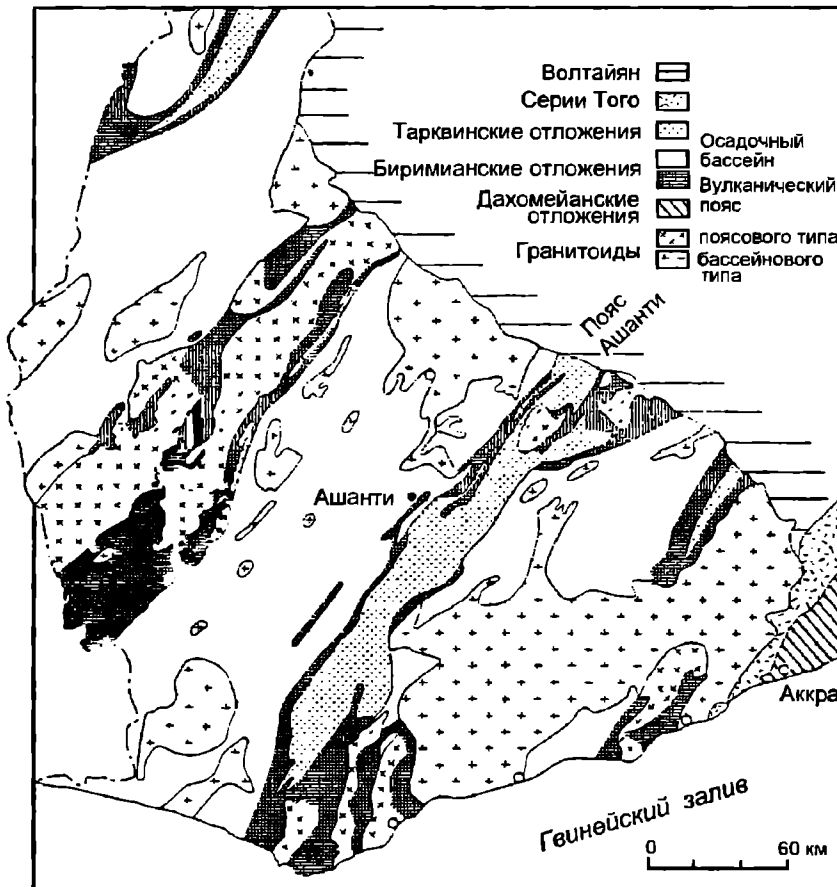 Волтайян
Серии Того
Тарквинские отложения
Осадочный
бассейн
Биримианские отложения
Вулканический
пояс
Дахомейанские
отложения
Гранитоиды
поясового типа
бассейнового
типа
Пояс
Ашанти
Ашанти
Аккра
Гвинейский залив
0 60 км